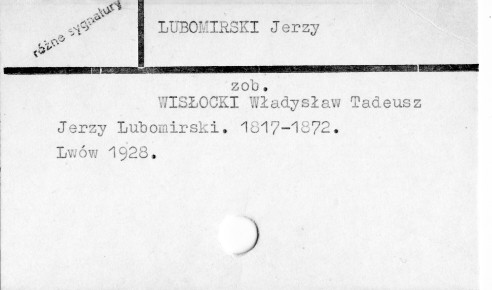 różne sygnatury
LUBOMIRSKI Jerzy
zob.
WISŁOCKI Władysław Tadeusz
Jerzy Lubomirski. 1817-1872.
Lwów 1928.